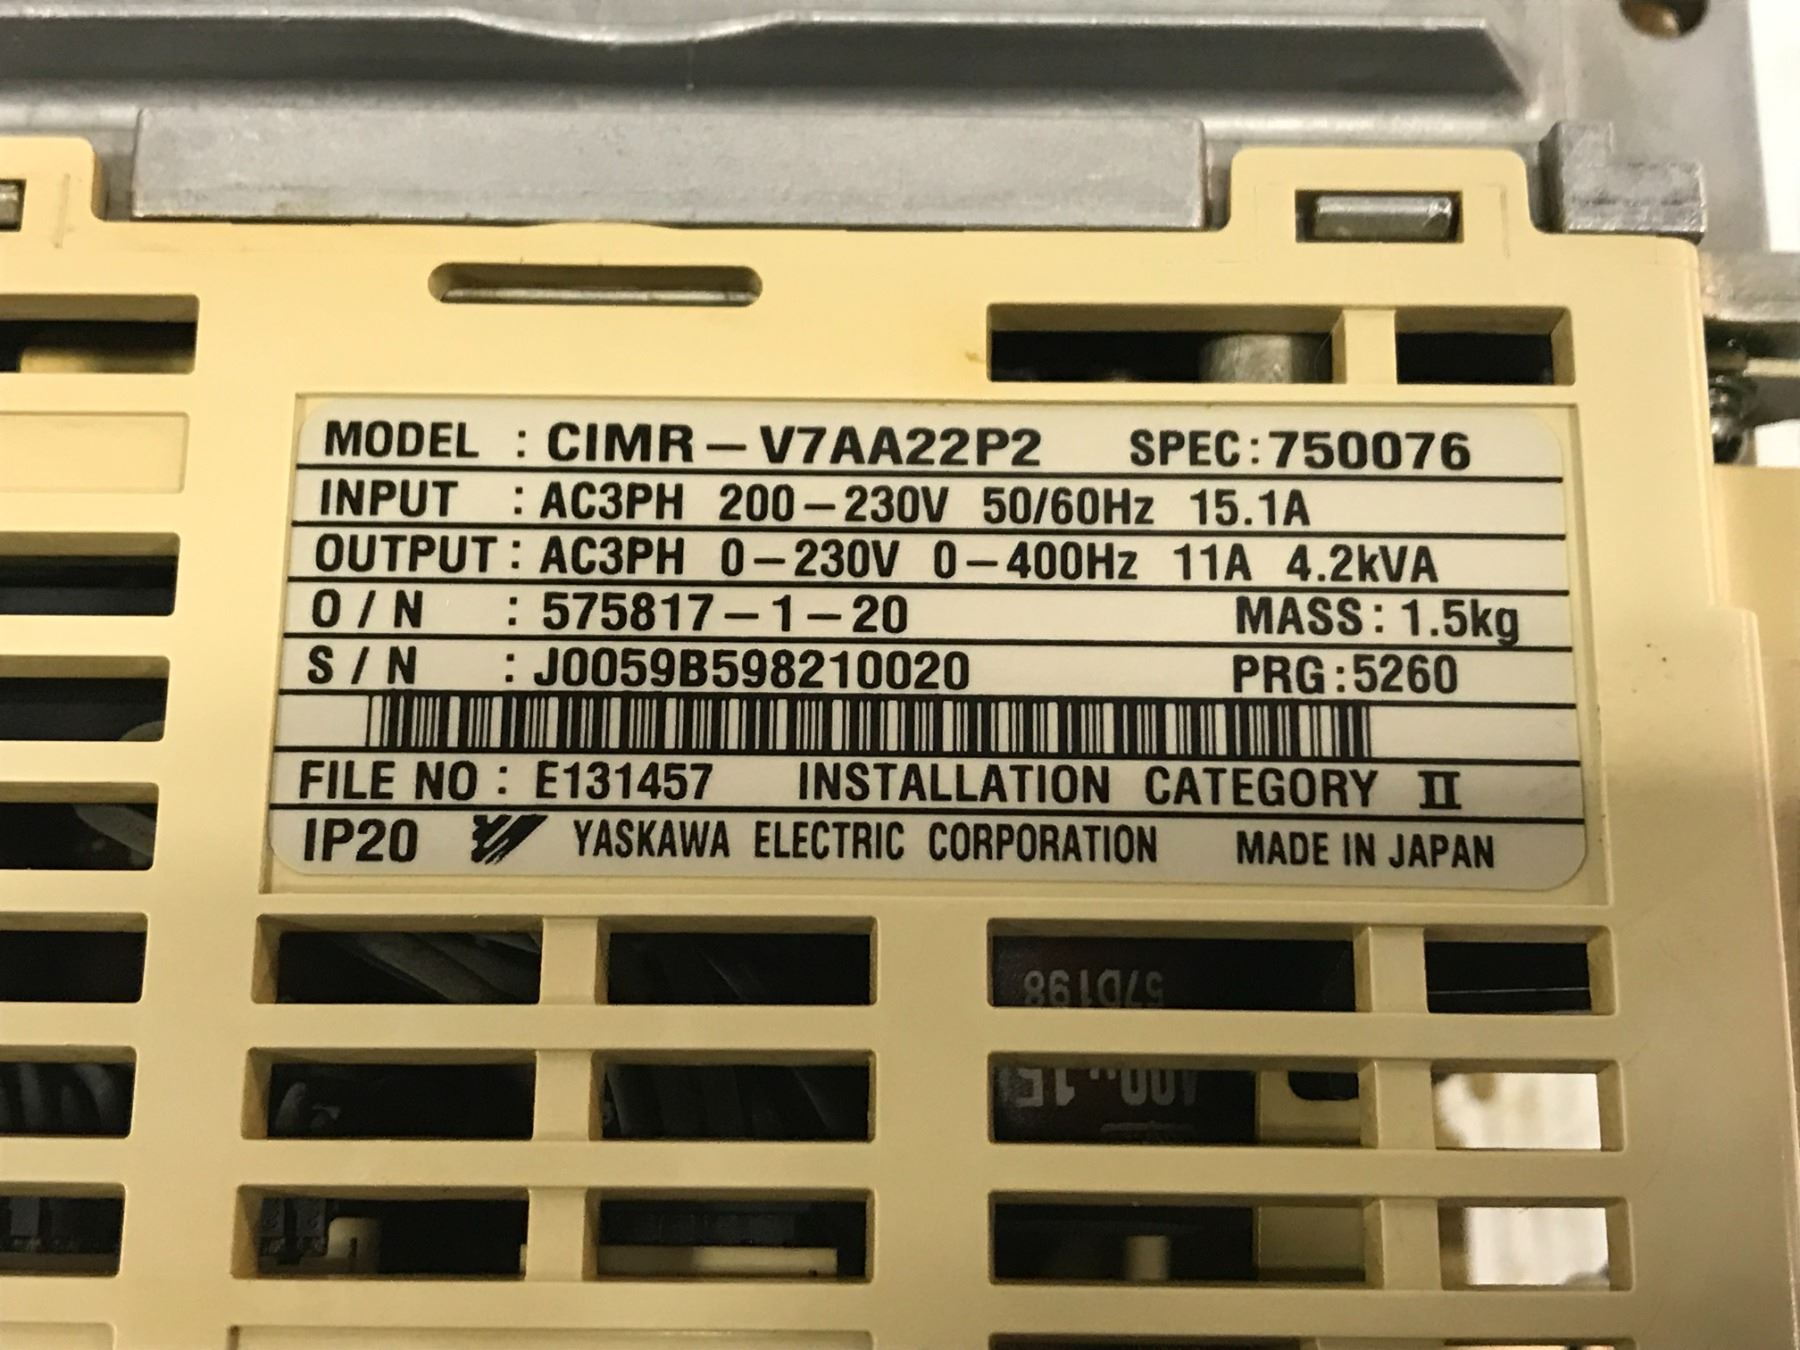 MODEL : CIMR-V7AA22P2 SPEC:750076
INPUT : AC3PH 200-230V 50/60Hz 15.1A
OUTPUT: AC3PH 0-230V 0-400Hz 11A 4.2kVA
O/N : 575817-1-20 MASS: 1.5kg
S/N : J0059B598210020 PRG:5260
FILE NO : E131457 INSTALLATION CATEGORY II
IP20 YASKAWA ELECTRIC CORPORATION MADE IN JAPAN
57D198